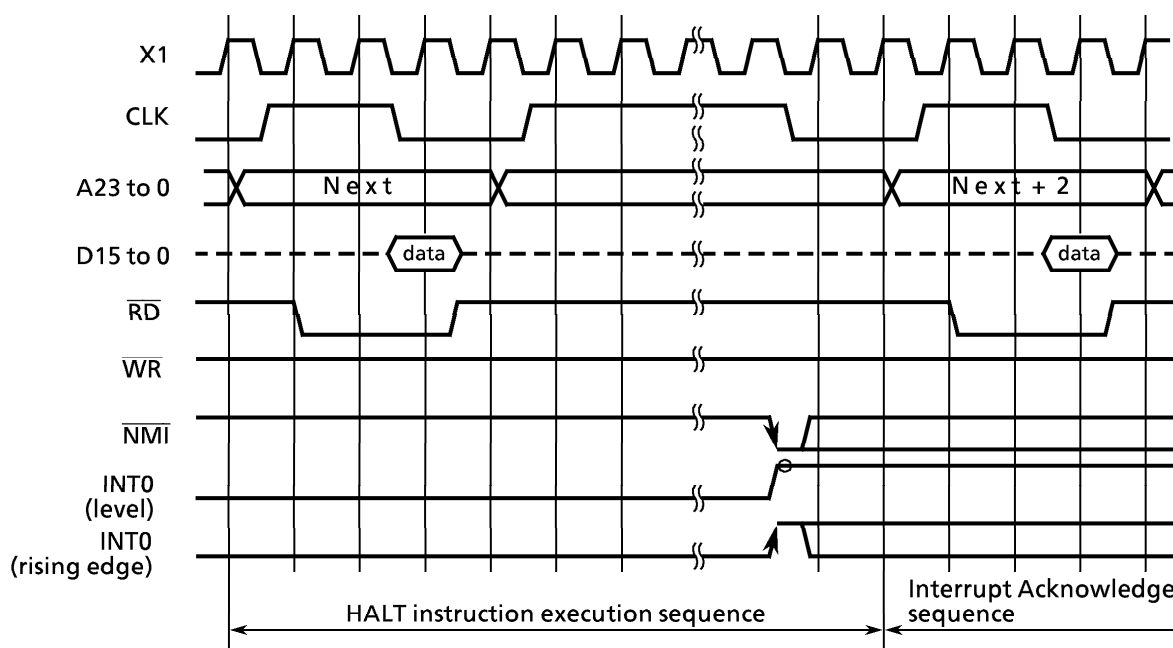 X1
CLK
A23 to 0
Next
Next + 2
D15 to 0
data
data
RD
WR
NMI
INT0
(level)
INT0
(rising edge)
HALT instruction execution sequence
Interrupt Acknowledge
sequence